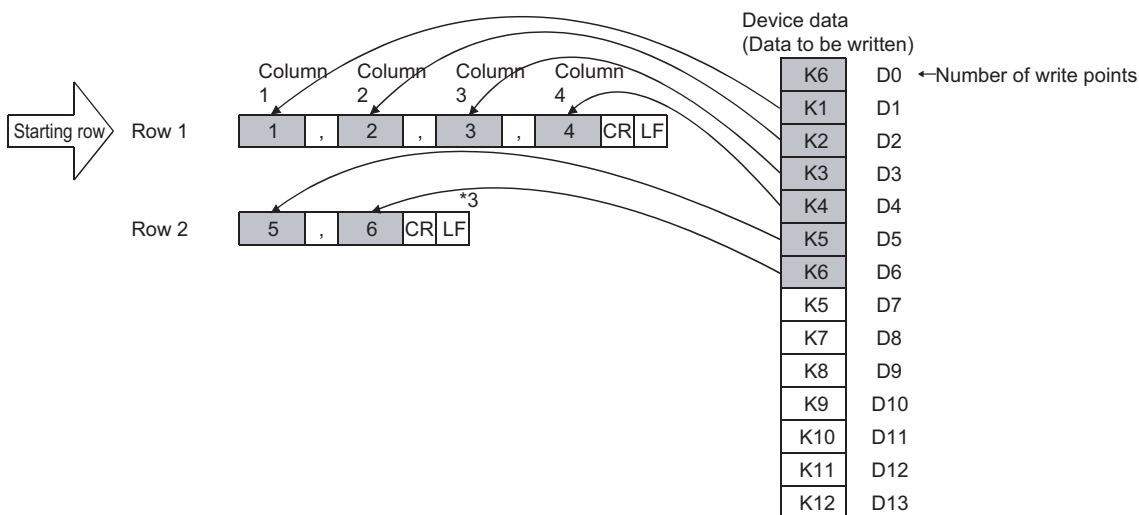 Device data
(Data to be written)
K6 D0 ←Number of write points
Column 1 Column 2 Column 3 Column 4
K1 D1
Starting row Row 1 1 , 2 , 3 , 4 CR LF
K2 D2
K3 D3
K4 D4
*3
Row 2 5 , 6 CR LF
K5 D5
K6 D6
K5 D7
K7 D8
K8 D9
K9 D10
K10 D11
K11 D12
K12 D13